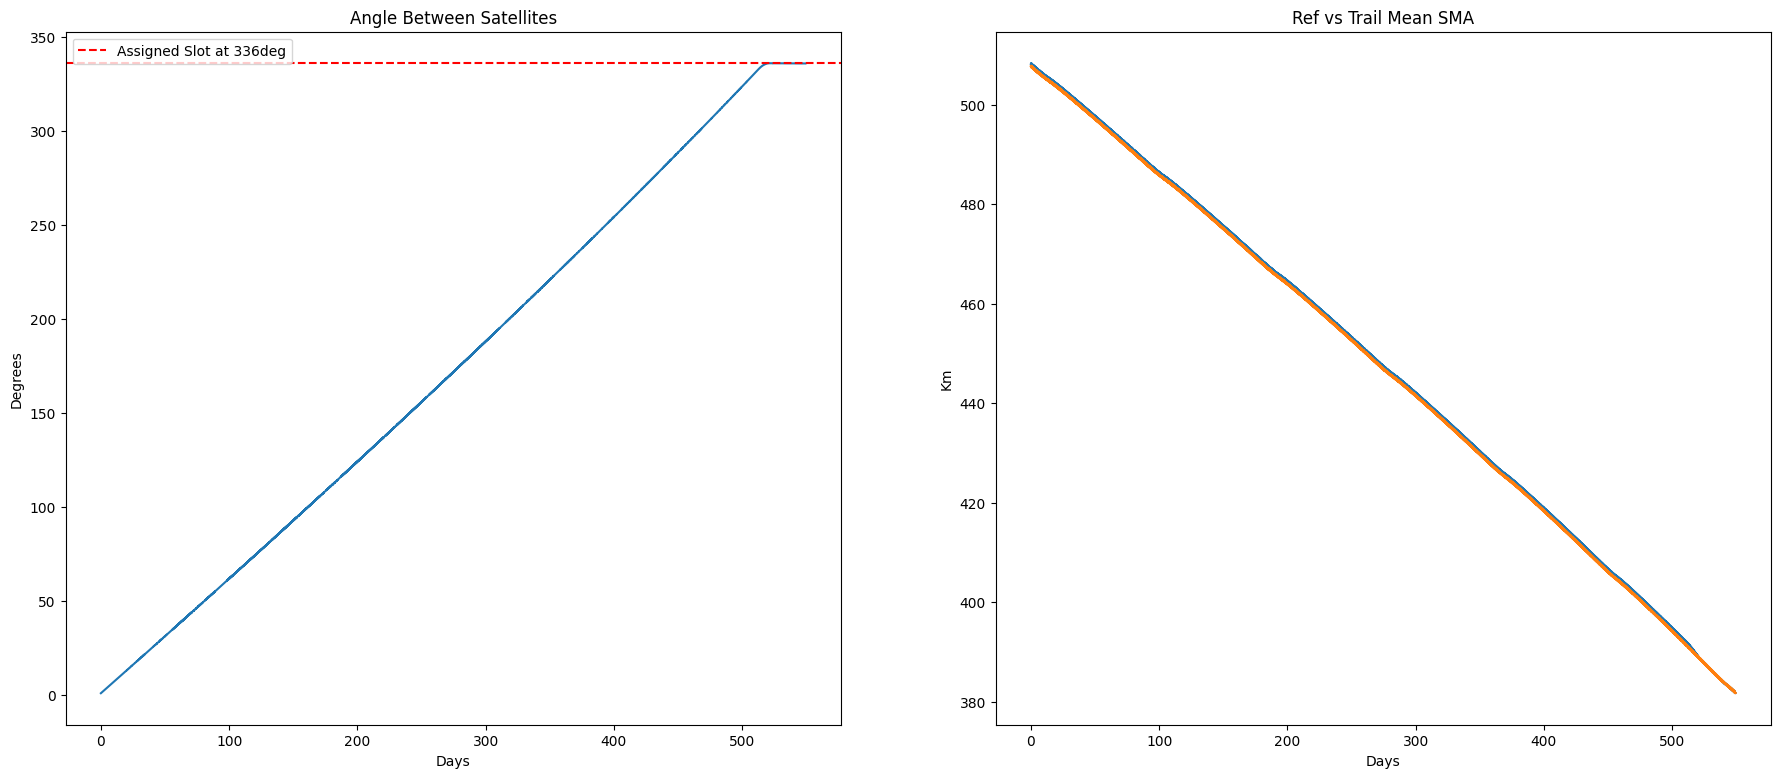 Angle Between Satellites
Assigned Slot at 336deg
350
300
250
200
150
100
50
0
Degrees
0 100 200 300 400 500
Days
Ref vs Trail Mean SMA
500
480
460
440
420
400
380
Km
0 100 200 300 400 500
Days